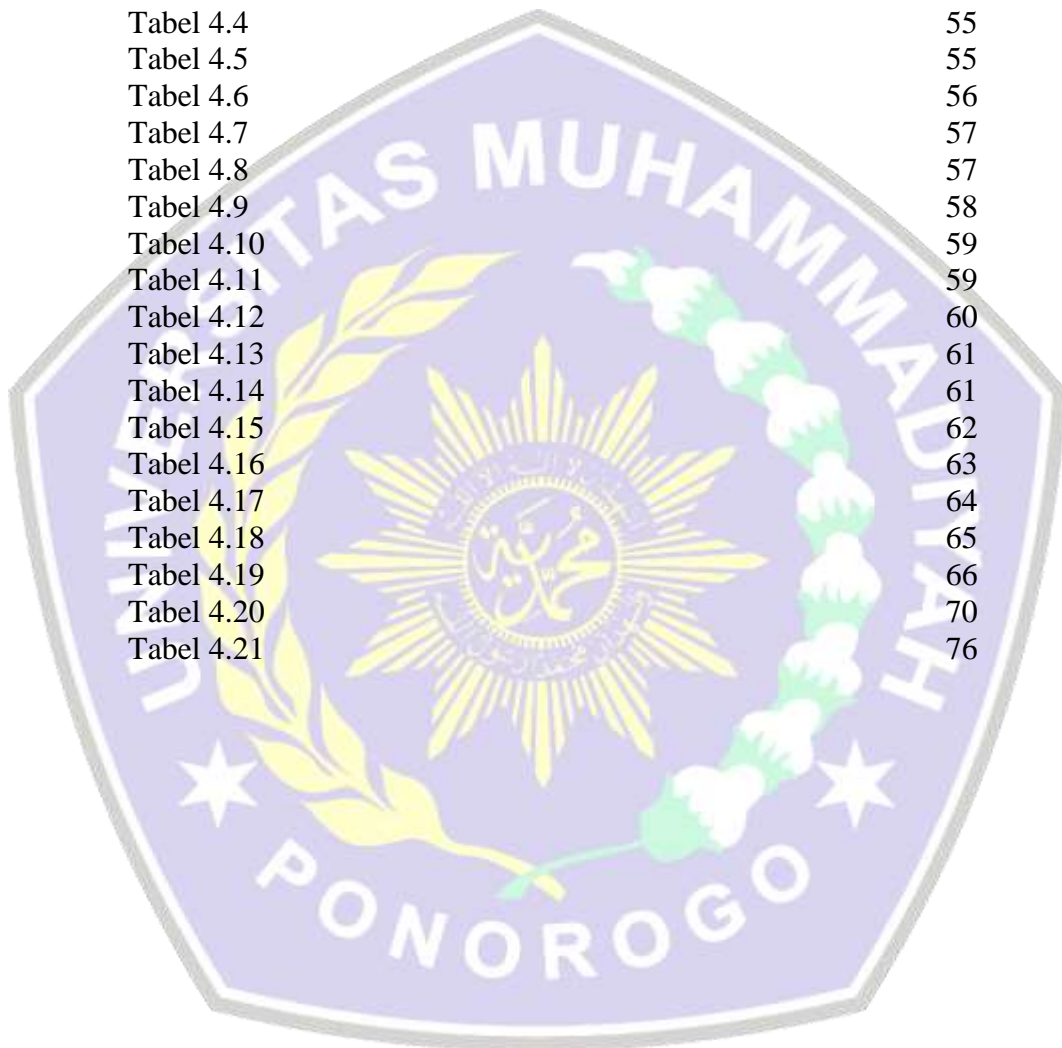 Tabel 4.4 55
Tabel 4.5 55
Tabel 4.6 56
Tabel 4.7 57
Tabel 4.8 57
Tabel 4.9 58
Tabel 4.10 59
Tabel 4.11 59
Tabel 4.12 60
Tabel 4.13 61
Tabel 4.14 61
Tabel 4.15 62
Tabel 4.16 63
Tabel 4.17 64
Tabel 4.18 65
Tabel 4.19 66
Tabel 4.20 70
Tabel 4.21 76
UNIVERSITAS MUHAMMADIYAH
PONOROGO
محمدية